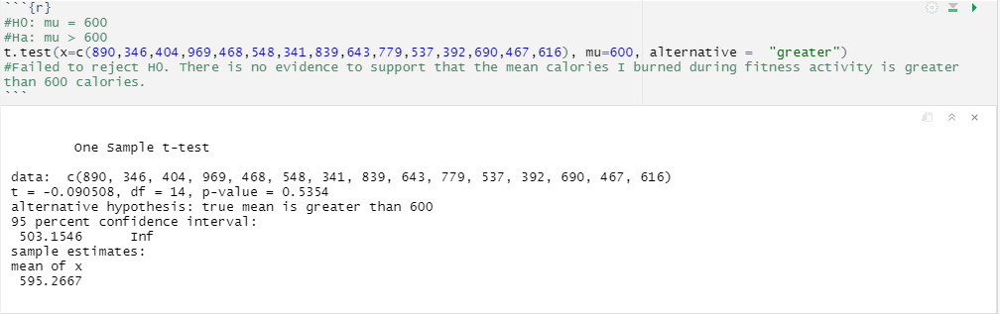 ```{r}
#H0: mu = 600
#Ha: mu > 600
t.test(x=c(890,346,404,969,468,548,341,839,643,779,537,392,690,467,616), mu=600, alternative =  "greater")
#Failed to reject H0. There is no evidence to support that the mean calories I burned during fitness activity is greater
than 600 calories.
```
One Sample t-test
data:  c(890, 346, 404, 969, 468, 548, 341, 839, 643, 779, 537, 392, 690, 467, 616)
t = -0.090508, df = 14, p-value = 0.5354
alternative hypothesis: true mean is greater than 600
95 percent confidence interval:
 503.1546      Inf
sample estimates:
mean of x
 595.2667